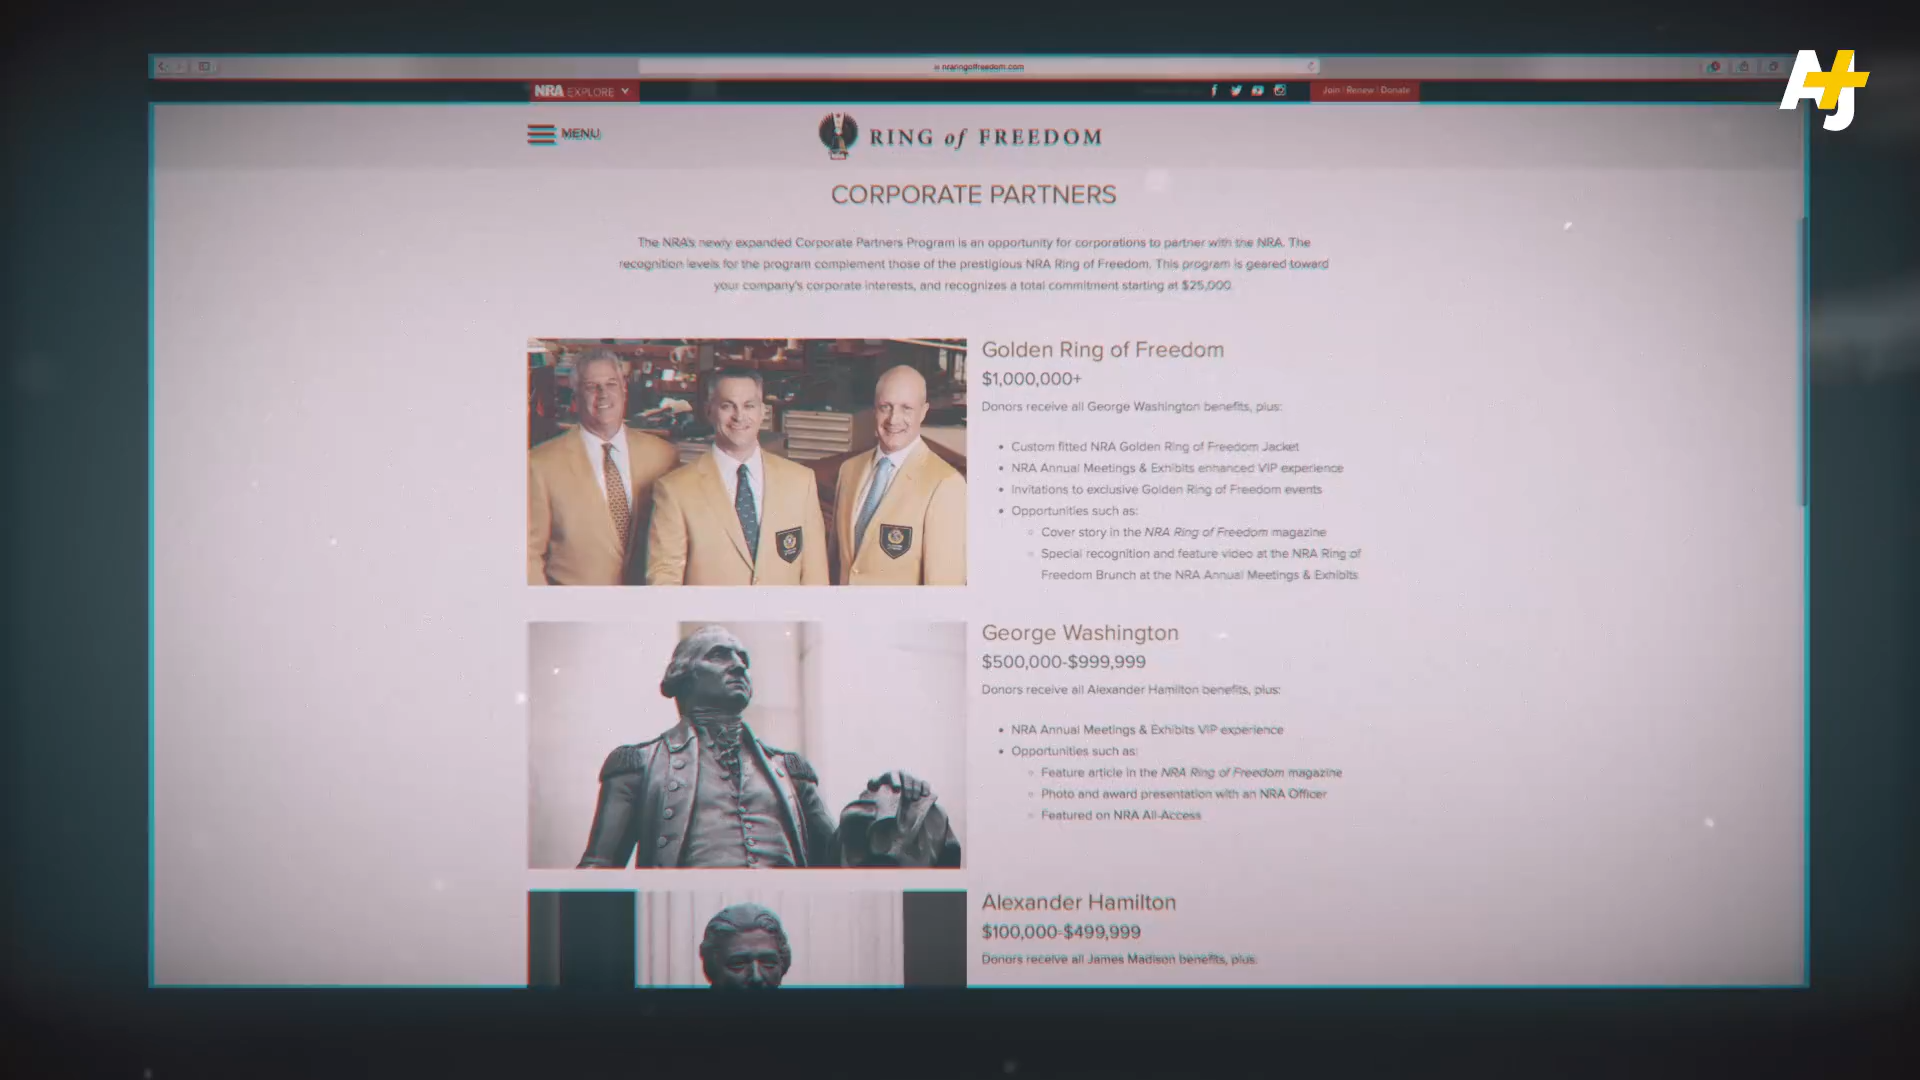 nraringoffreedom.com
NRA EXPLORE
Join | Renew | Donate
MENU
RING of FREEDOM
CORPORATE PARTNERS
The NRA's newly expanded Corporate Partners Program is an opportunity for corporations to partner with the NRA. The
recognition levels for the program complement those of the prestigious NRA Ring of Freedom. This program is geared toward
your company's corporate interests, and recognizes a total commitment starting at $25,000.
Golden Ring of Freedom
$1,000,000+
Donors receive all George Washington benefits, plus:
• Custom fitted NRA Golden Ring of Freedom Jacket
• NRA Annual Meetings & Exhibits enhanced VIP experience
• Invitations to exclusive Golden Ring of Freedom events
• Opportunities such as:
◦ Cover story in the NRA Ring of Freedom magazine
◦ Special recognition and feature video at the NRA Ring of
Freedom Brunch at the NRA Annual Meetings & Exhibits
George Washington
$500,000-$999,999
Donors receive all Alexander Hamilton benefits, plus:
• NRA Annual Meetings & Exhibits VIP experience
• Opportunities such as:
◦ Feature article in the NRA Ring of Freedom magazine
◦ Photo and award presentation with an NRA Officer
◦ Featured on NRA All-Access
Alexander Hamilton
$100,000-$499,999
Donors receive all James Madison benefits, plus:
AJ+